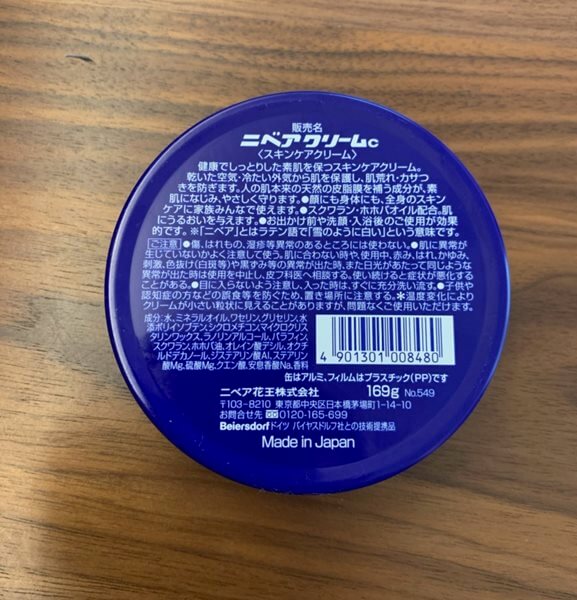 販売名
ニベアクリームc
〈スキンケアクリーム〉
健康でしっとりした素肌を保つスキンケアクリーム。
乾いた空気・冷たい外気から肌を保護し、肌荒れ・カサつ
きを防ぎます。人の肌本来の天然の皮脂膜を補う成分が、素
肌になじみ、やさしく守ります。●顔にも身体にも、全身のスキン
ケアに家族みんなで使えます。●スクワラン・ホホバオイル配合。肌
にうるおいを与えます。●お出かけ前や洗顔・入浴後のご使用が効果
的です。※「ニベア」とはラテン語で「雪のように白い」という意味です。
ご注意 ●傷、はれもの、湿疹等異常のあるところには使わない。●肌に異常が
生じていないかよく注意して使う。肌に合わない時や、使用中、赤み、はれ、かゆみ、
刺激、色抜け(白斑等)や黒ずみ等の異常が出た時、また日光があたって同じような
異常が出た時は使用を中止し、皮フ科医へ相談する。使い続けると症状が悪化する
ことがある。●目に入らないよう注意し、入った時は、すぐに充分洗い流す。●子供や
認知症の方などの誤食等を防ぐため、置き場所に注意する。＊温度変化により
クリームが小さい粒状に見えることがありますが、問題なくご使用いただけます。
成分：水、ミネラルオイル、ワセリン、グリセリン、水
添ポリイソブテン、シクロメチコン、マイクロクリス
タリンワックス、ラノリンアルコール、パラフィン、
スクワラン、ホホバ油、オレイン酸デシル、オクチ
ルドデカノール、ジステアリン酸Al、ステアリン
酸Mg、硫酸Mg、クエン酸、安息香酸Na、香料
4 901301 008480
缶はアルミ、フィルムはプラスチック(PP)です
ニベア花王株式会社 169g No.549
〒103-8210 東京都中央区日本橋茅場町1-14-10
お問合せ先 0120-165-699
Beiersdorf ドイツ バイヤスドルフ社との技術提携品
Made in Japan